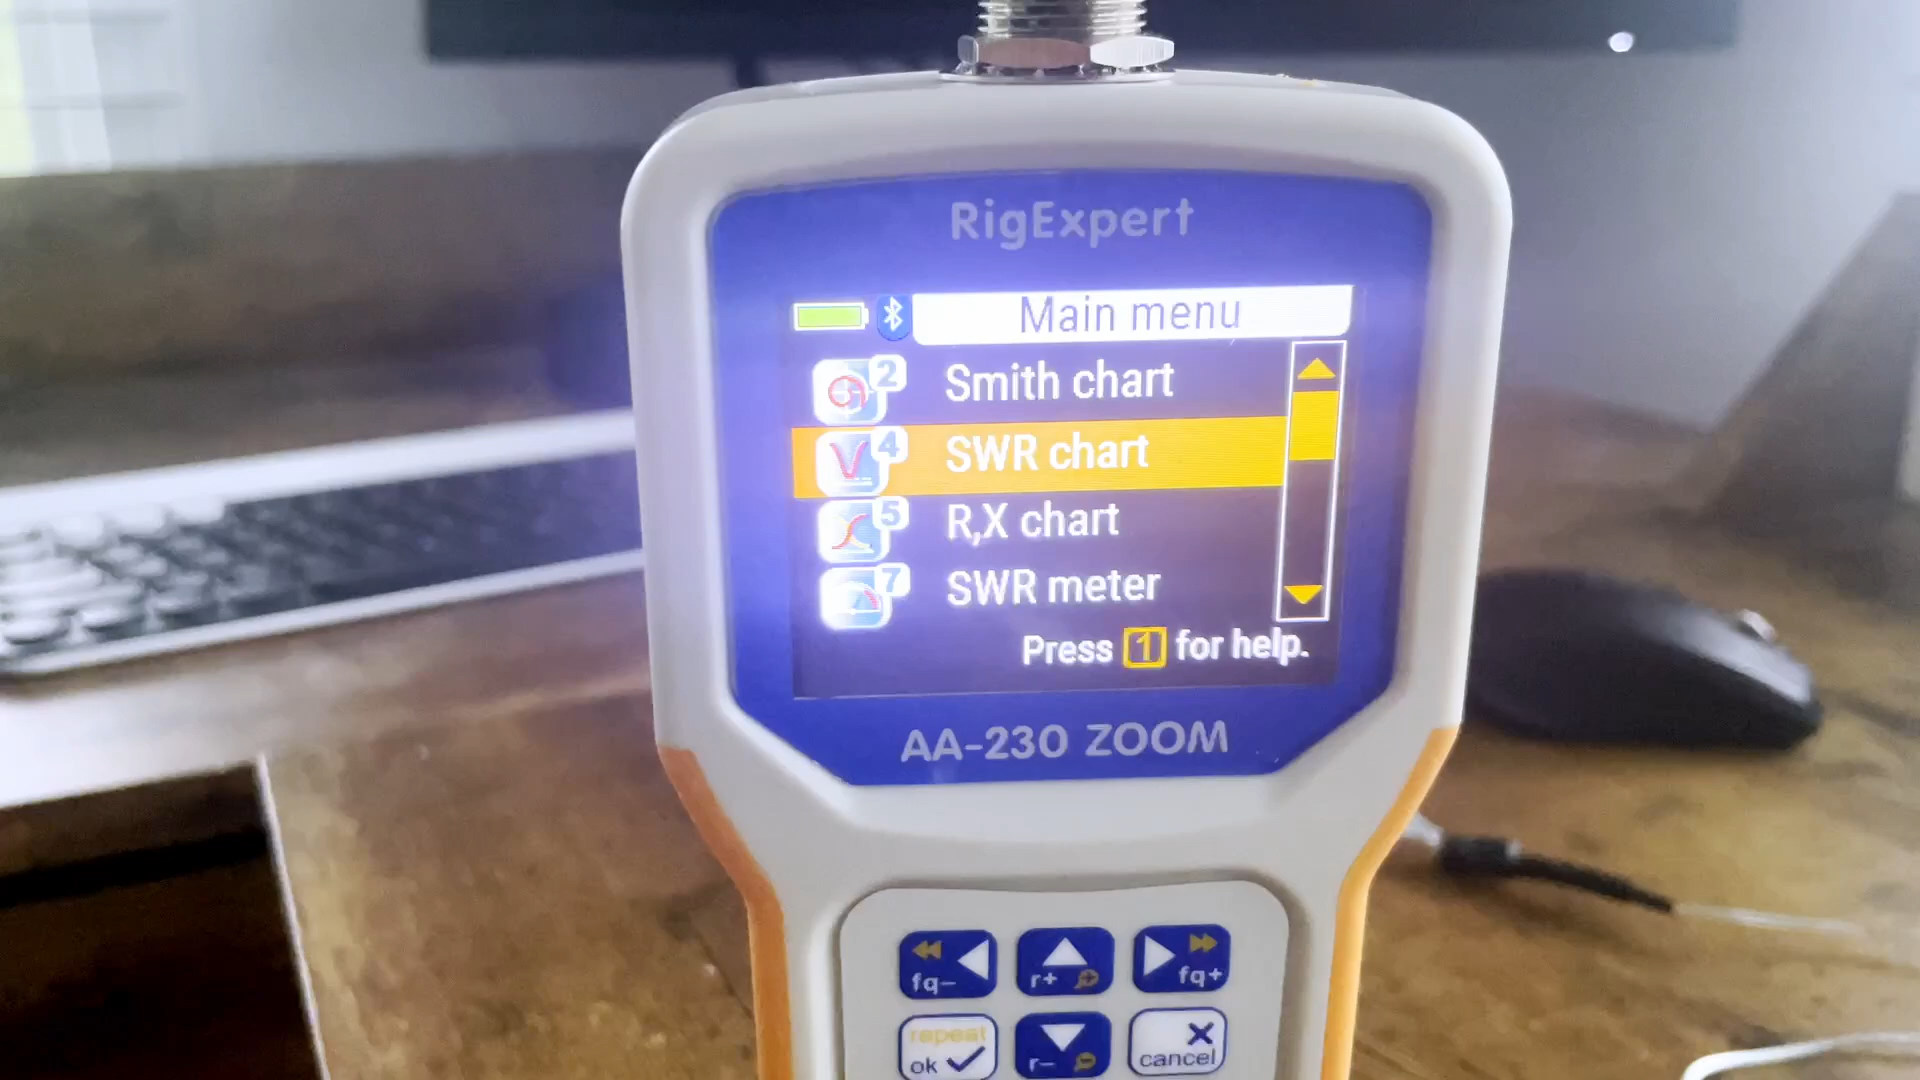 RigExpert
Main menu
2 Smith chart
4 SWR chart
5 R,X chart
7 SWR meter
Press 1 for help.
AA-230 ZOOM
fq-
r+
fq+
repeat
ok
r-
cancel